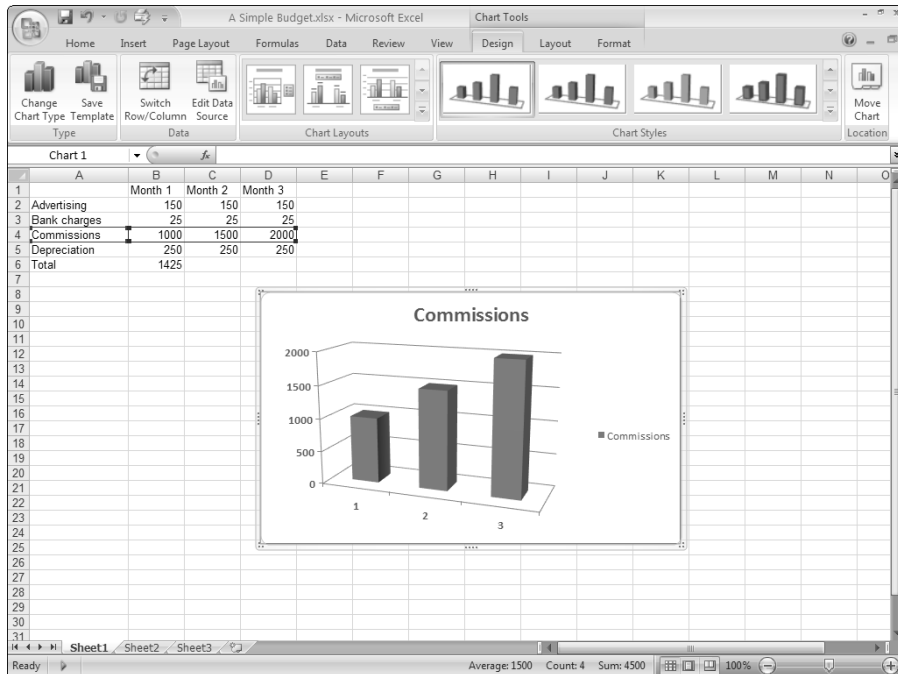 A Simple Budget.xlsx - Microsoft Excel
Chart Tools
Home Insert Page Layout Formulas Data Review View Design Layout Format
Change Chart Type
Save Template
Type
Switch Row/Column
Edit Data Source
Data
Chart Layouts
Chart Styles
Move Chart
Location
Chart 1
fx
A B C D E F G H I J K L M N O
1 Month 1 Month 2 Month 3
2 Advertising 150 150 150
3 Bank charges 25 25 25
4 Commissions 1000 1500 2000
5 Depreciation 250 250 250
6 Total 1425
7
8
9
10
11
12
13
14
15
16
17
18
19
20
21
22
23
24
25
26
27
28
29
30
31
Commissions
2000
1500
1000
500
0
1
2
3
Commissions
Sheet1 Sheet2 Sheet3
Ready
Average: 1500 Count: 4 Sum: 4500 100%